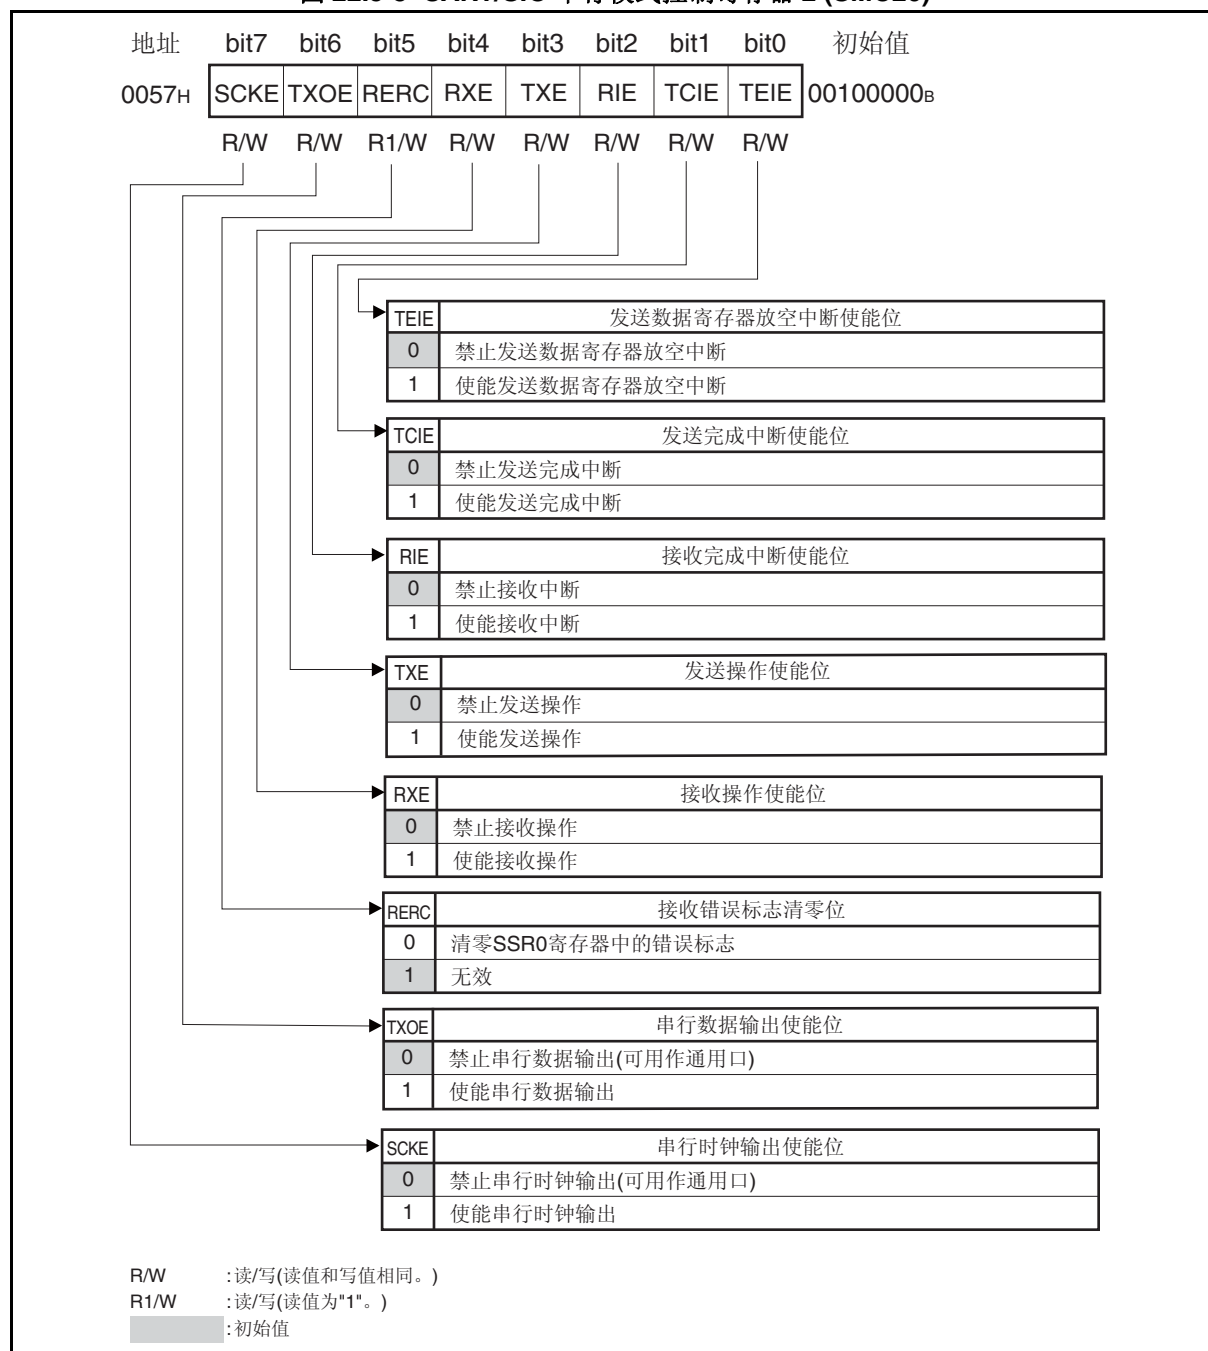 地址 bit7 bit6 bit5 bit4 bit3 bit2 bit1 bit0 初始值
0057H SCKE TXOE RERC RXE TXE RIE TCIE TEIE 00100000B
R/W R/W R1/W R/W R/W R/W R/W R/W
TEIE 发送数据寄存器放空中断使能位
0 禁止发送数据寄存器放空中断
1 使能发送数据寄存器放空中断
TCIE 发送完成中断使能位
0 禁止发送完成中断
1 使能发送完成中断
RIE 接收完成中断使能位
0 禁止接收中断
1 使能接收中断
TXE 发送操作使能位
0 禁止发送操作
1 使能发送操作
RXE 接收操作使能位
0 禁止接收操作
1 使能接收操作
RERC 接收错误标志清零位
0 清零SSR0寄存器中的错误标志
1 无效
TXOE 串行数据输出使能位
0 禁止串行数据输出(可用作通用口)
1 使能串行数据输出
SCKE 串行时钟输出使能位
0 禁止串行时钟输出(可用作通用口)
1 使能串行时钟输出
R/W :读/写(读值和写值相同。)
R1/W :读/写(读值为"1"。)
:初始值